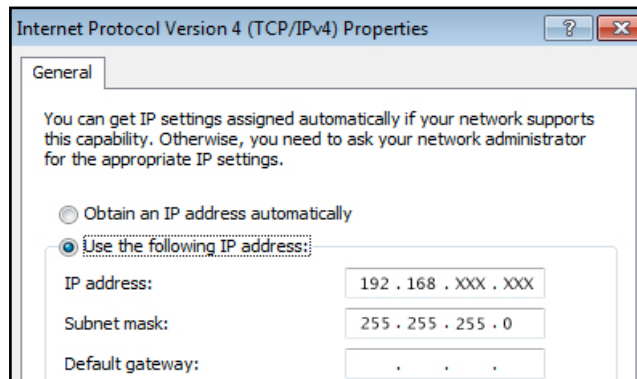 Internet Protocol Version 4 (TCP/IPv4) Properties
General
You can get IP settings assigned automatically if your network supports
this capability. Otherwise, you need to ask your network administrator
for the appropriate IP settings.
Obtain an IP address automatically
Use the following IP address:
IP address: 192 . 168 . XXX . XXX
Subnet mask: 255 . 255 . 255 . 0
Default gateway: . . .